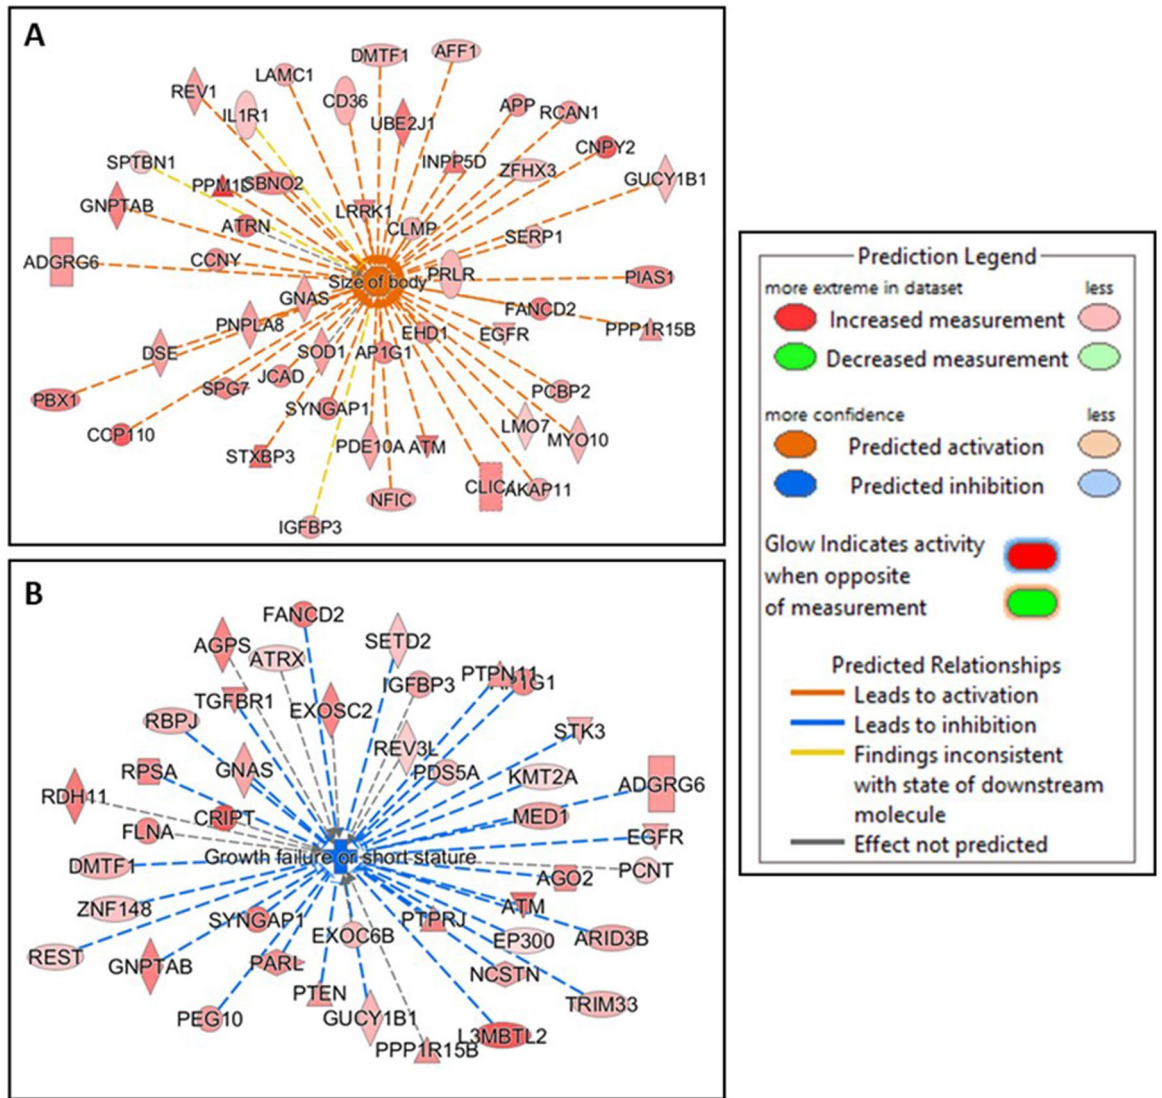 A
DMTF1
AFF1
LAMC1
REV1
CD36
IL1R1
UBE2J1
APP
RCAN1
CNPY2
SPTBN1
INPP5D
ZFHX3
GUCY1B1
SBNO2
GNPTAB
LRRK1
ATRN
CLMP
SERP1
ADGRG6
CCNY
Size of body
PRLR
PIAS1
GNAS
FANCD2
PNPLA8
EHD1
EGFR
PPP1R15B
DSE
SOD1
AP1G1
JCAD
SPG7
PCBP2
PBX1
SYNGAP1
CCP110
LMO7
MYO10
STXBP3
PDE10A
ATM
AKAP11
NFIC
IGFBP3
Prediction Legend
more extreme in dataset less
Increased measurement
Decreased measurement
more confidence less
Predicted activation
Predicted inhibition
Glow Indicates activity
when opposite
of measurement
Predicted Relationships
Leads to activation
Leads to inhibition
Findings inconsistent
with state of downstream
molecule
Effect not predicted
B
FANCD2
AGPS
SETD2
ATRX
PTPN11
IGFBP3
TGFBR1
EXOSC2
RBPJ
STK3
REV3L
RPSA
GNAS
PDS5A
KMT2A
ADGRG6
RDH11
CRIPT
MED1
FLNA
EGFR
Growth failure or short stature
DMTF1
PCNT
AGO2
ZNF148
ATM
SYNGAP1
PTPRJ
EXOC6B
EP300
ARID3B
REST
GNPTAB
PARL
NCSTN
PTEN
TRIM33
PEG10
GUCY1B1
L3MBTL2
PPP1R15B